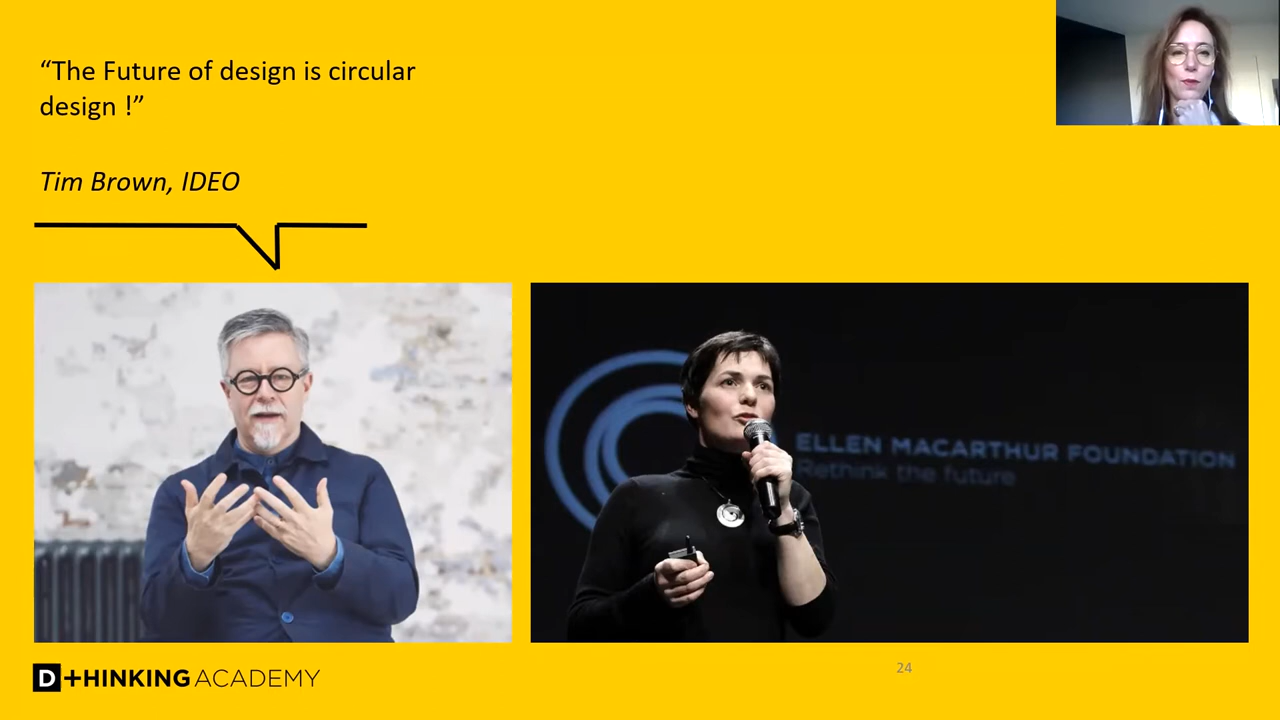 “The Future of design is circular
design !”
Tim Brown, IDEO
ELLEN MACARTHUR FOUNDATION
Rethink the future
D+HINKING ACADEMY
24